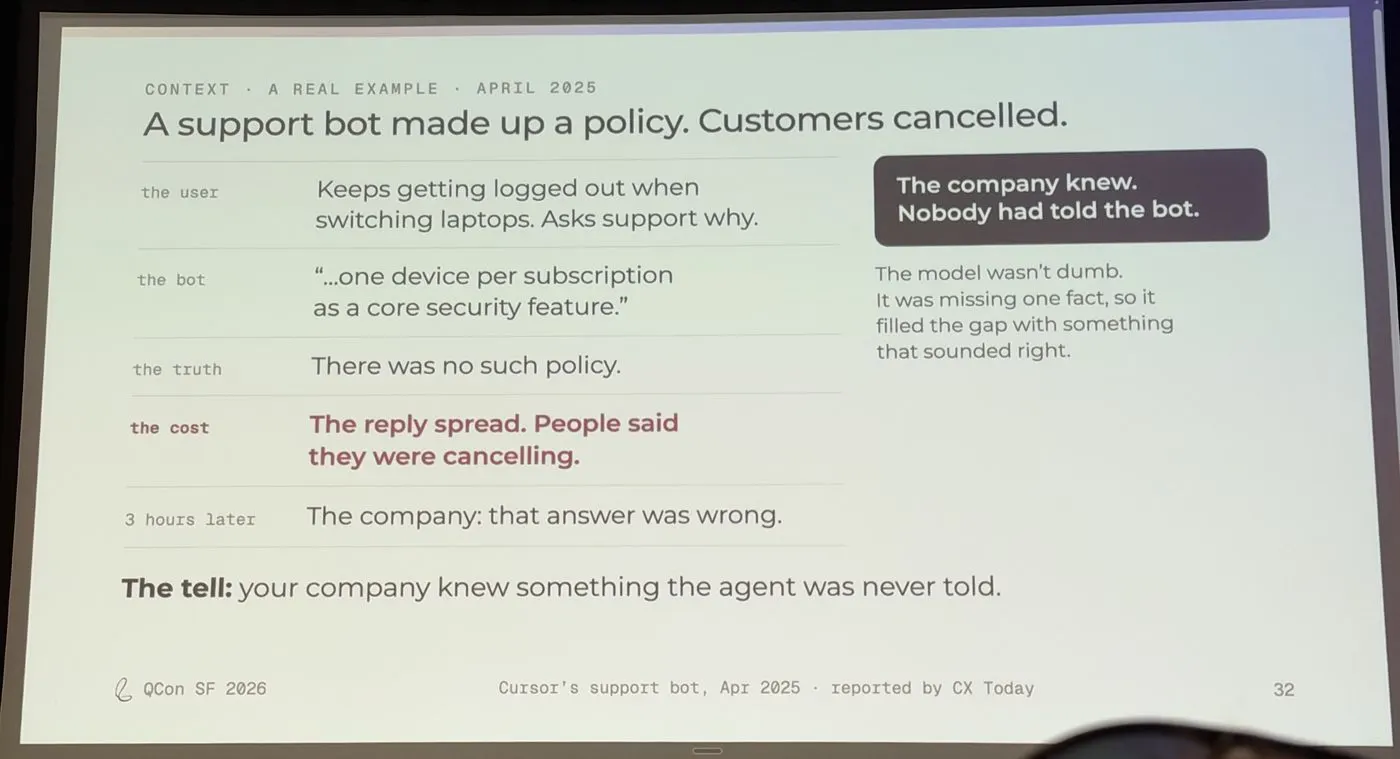 CONTEXT · A REAL EXAMPLE · APRIL 2025
A support bot made up a policy. Customers cancelled.
the user
Keeps getting logged out when
switching laptops. Asks support why.
the bot
“…one device per subscription
as a core security feature.”
the truth
There was no such policy.
the cost
The reply spread. People said
they were cancelling.
3 hours later
The company: that answer was wrong.
The company knew.
Nobody had told the bot.
The model wasn’t dumb.
It was missing one fact, so it
filled the gap with something
that sounded right.
The tell: your company knew something the agent was never told.
QCon SF 2026
Cursor’s support bot, Apr 2025 · reported by CX Today
32